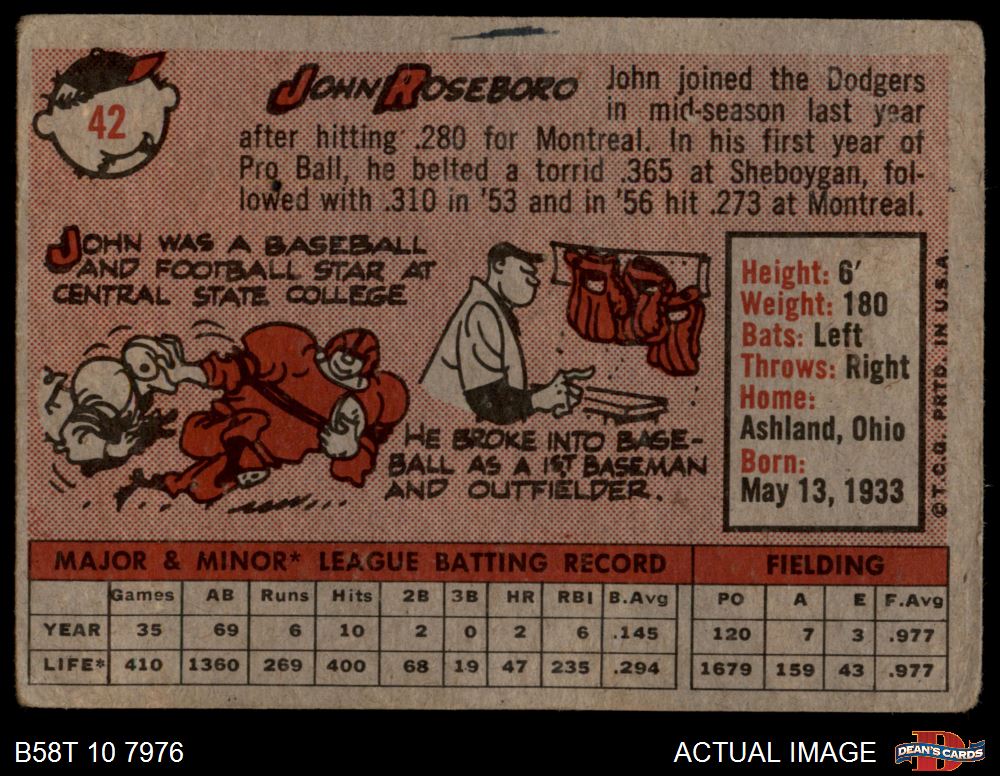 42
JOHN ROSEBORO
John joined the Dodgers
in mid-season last year
after hitting .280 for Montreal. In his first year of
Pro Ball, he belted a torrid .365 at Sheboygan, fol-
lowed with .310 in '53 and in '56 hit .273 at Montreal.
JOHN WAS A BASEBALL
AND FOOTBALL STAR AT
CENTRAL STATE COLLEGE
HE BROKE INTO BASE-
BALL AS A 1ST BASEMAN
AND OUTFIELDER.
Height: 6'
Weight: 180
Bats: Left
Throws: Right
Home:
Ashland, Ohio
Born:
May 13, 1933
© T.C.G. PRTD. IN U.S.A.
MAJOR & MINOR* LEAGUE BATTING RECORD FIELDING
Games AB Runs Hits 2B 3B HR RBI B.Avg PO A E F.Avg
YEAR 35 69 6 10 2 0 2 6 .145 120 7 3 .977
LIFE* 410 1360 269 400 68 19 47 235 .294 1679 159 43 .977
B58T 10 7976 ACTUAL IMAGE DEAN'S CARDS